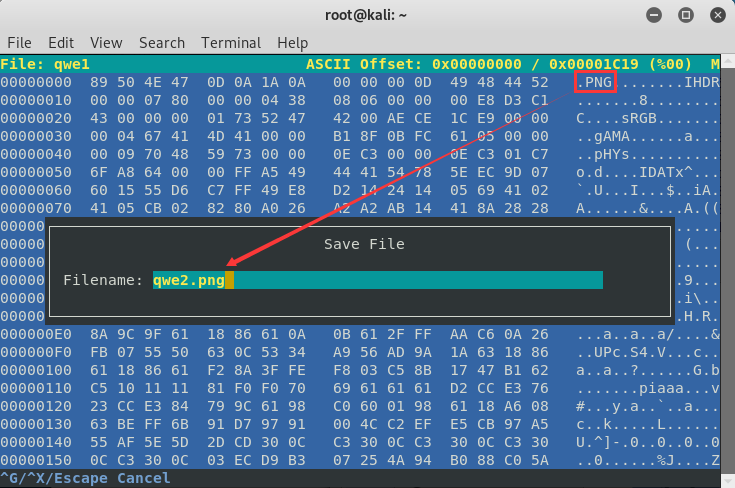 root@kali: ~
File Edit View Search Terminal Help
File: qwe1 ASCII Offset: 0x00000000 / 0x00001C19 (%00) M
00000000 89 50 4E 47 0D 0A 1A 0A 00 00 00 0D 49 48 44 52 .PNG........IHDR
00000010 00 00 07 80 00 00 04 38 08 06 00 00 00 E8 D3 C1 .......8........
00000020 43 00 00 00 01 73 52 47 42 00 AE CE 1C E9 00 00 C....sRGB.......
00000030 00 04 67 41 4D 41 00 00 B1 8F 0B FC 61 05 00 00 ..gAMA......a...
00000040 00 09 70 48 59 73 00 00 0E C3 00 00 0E C3 01 C7 ..pHYs..........
00000050 6F A8 64 00 00 FF A5 49 44 41 54 78 5E EC 9D 07 o.d....IDATx^...
00000060 60 15 55 D6 C7 FF 49 E8 D2 14 24 14 05 69 41 02 `.U...I...$..iA.
00000070 41 05 CB 02 82 80 A0 26 A2 A2 AB 14 41 8A 28 28 A......&....A.((
00000
00000 (...
00000
00000 .9...
00000 .i\..
00000 .H.R.
Save File
Filename: qwe2.png
000000E0 8A 9C 9F 61 18 86 61 0A 0B 61 2F FF AA C6 0A 26 ...a..a..a/....&
000000F0 FB 07 55 50 63 0C 53 34 A9 56 AD 9A 1A 63 18 86 ..UPc.S4.V...c..
00000100 61 18 86 61 F2 8A 3F FE F8 03 C5 8B 17 47 B1 62 a..a..?......G.b
00000110 C5 10 11 11 81 F0 F0 70 69 61 61 61 D2 CC E3 76 .......piaaa...v
00000120 23 CC E3 84 79 9C 61 98 C0 60 01 98 61 18 A6 08 #...y.a..`..a...
00000130 63 BE FF 6B 91 D7 97 91 00 4C C2 EF E5 CB 97 A5 c..k.....L......
00000140 55 AF 5E 5D 2D CD 30 0C C3 30 0C C3 30 0C C3 30 U.^]-.0..0..0..0
00000150 0C C3 30 0C 03 EC D9 B3 07 25 4A 94 B0 88 C0 5A ..0......%J....Z
^G/^X/Escape Cancel